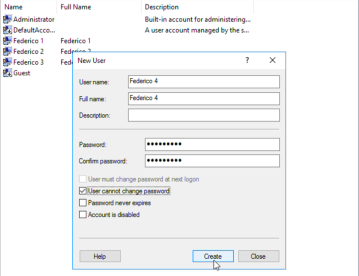 Name Full Name Description
Administrator Built-in account for administering...
DefaultAcco... A user account managed by the s...
Federico 1 Federico 1
Federico 2 Federico 2
Federico 3 Fed
Guest
New User ? ×
User name: Federico 4
Full name: Federico 4
Description:
Password: •••••••••
Confirm password: •••••••••
User must change password at next logon
User cannot change password
Password never expires
Account is disabled
Help Create Close